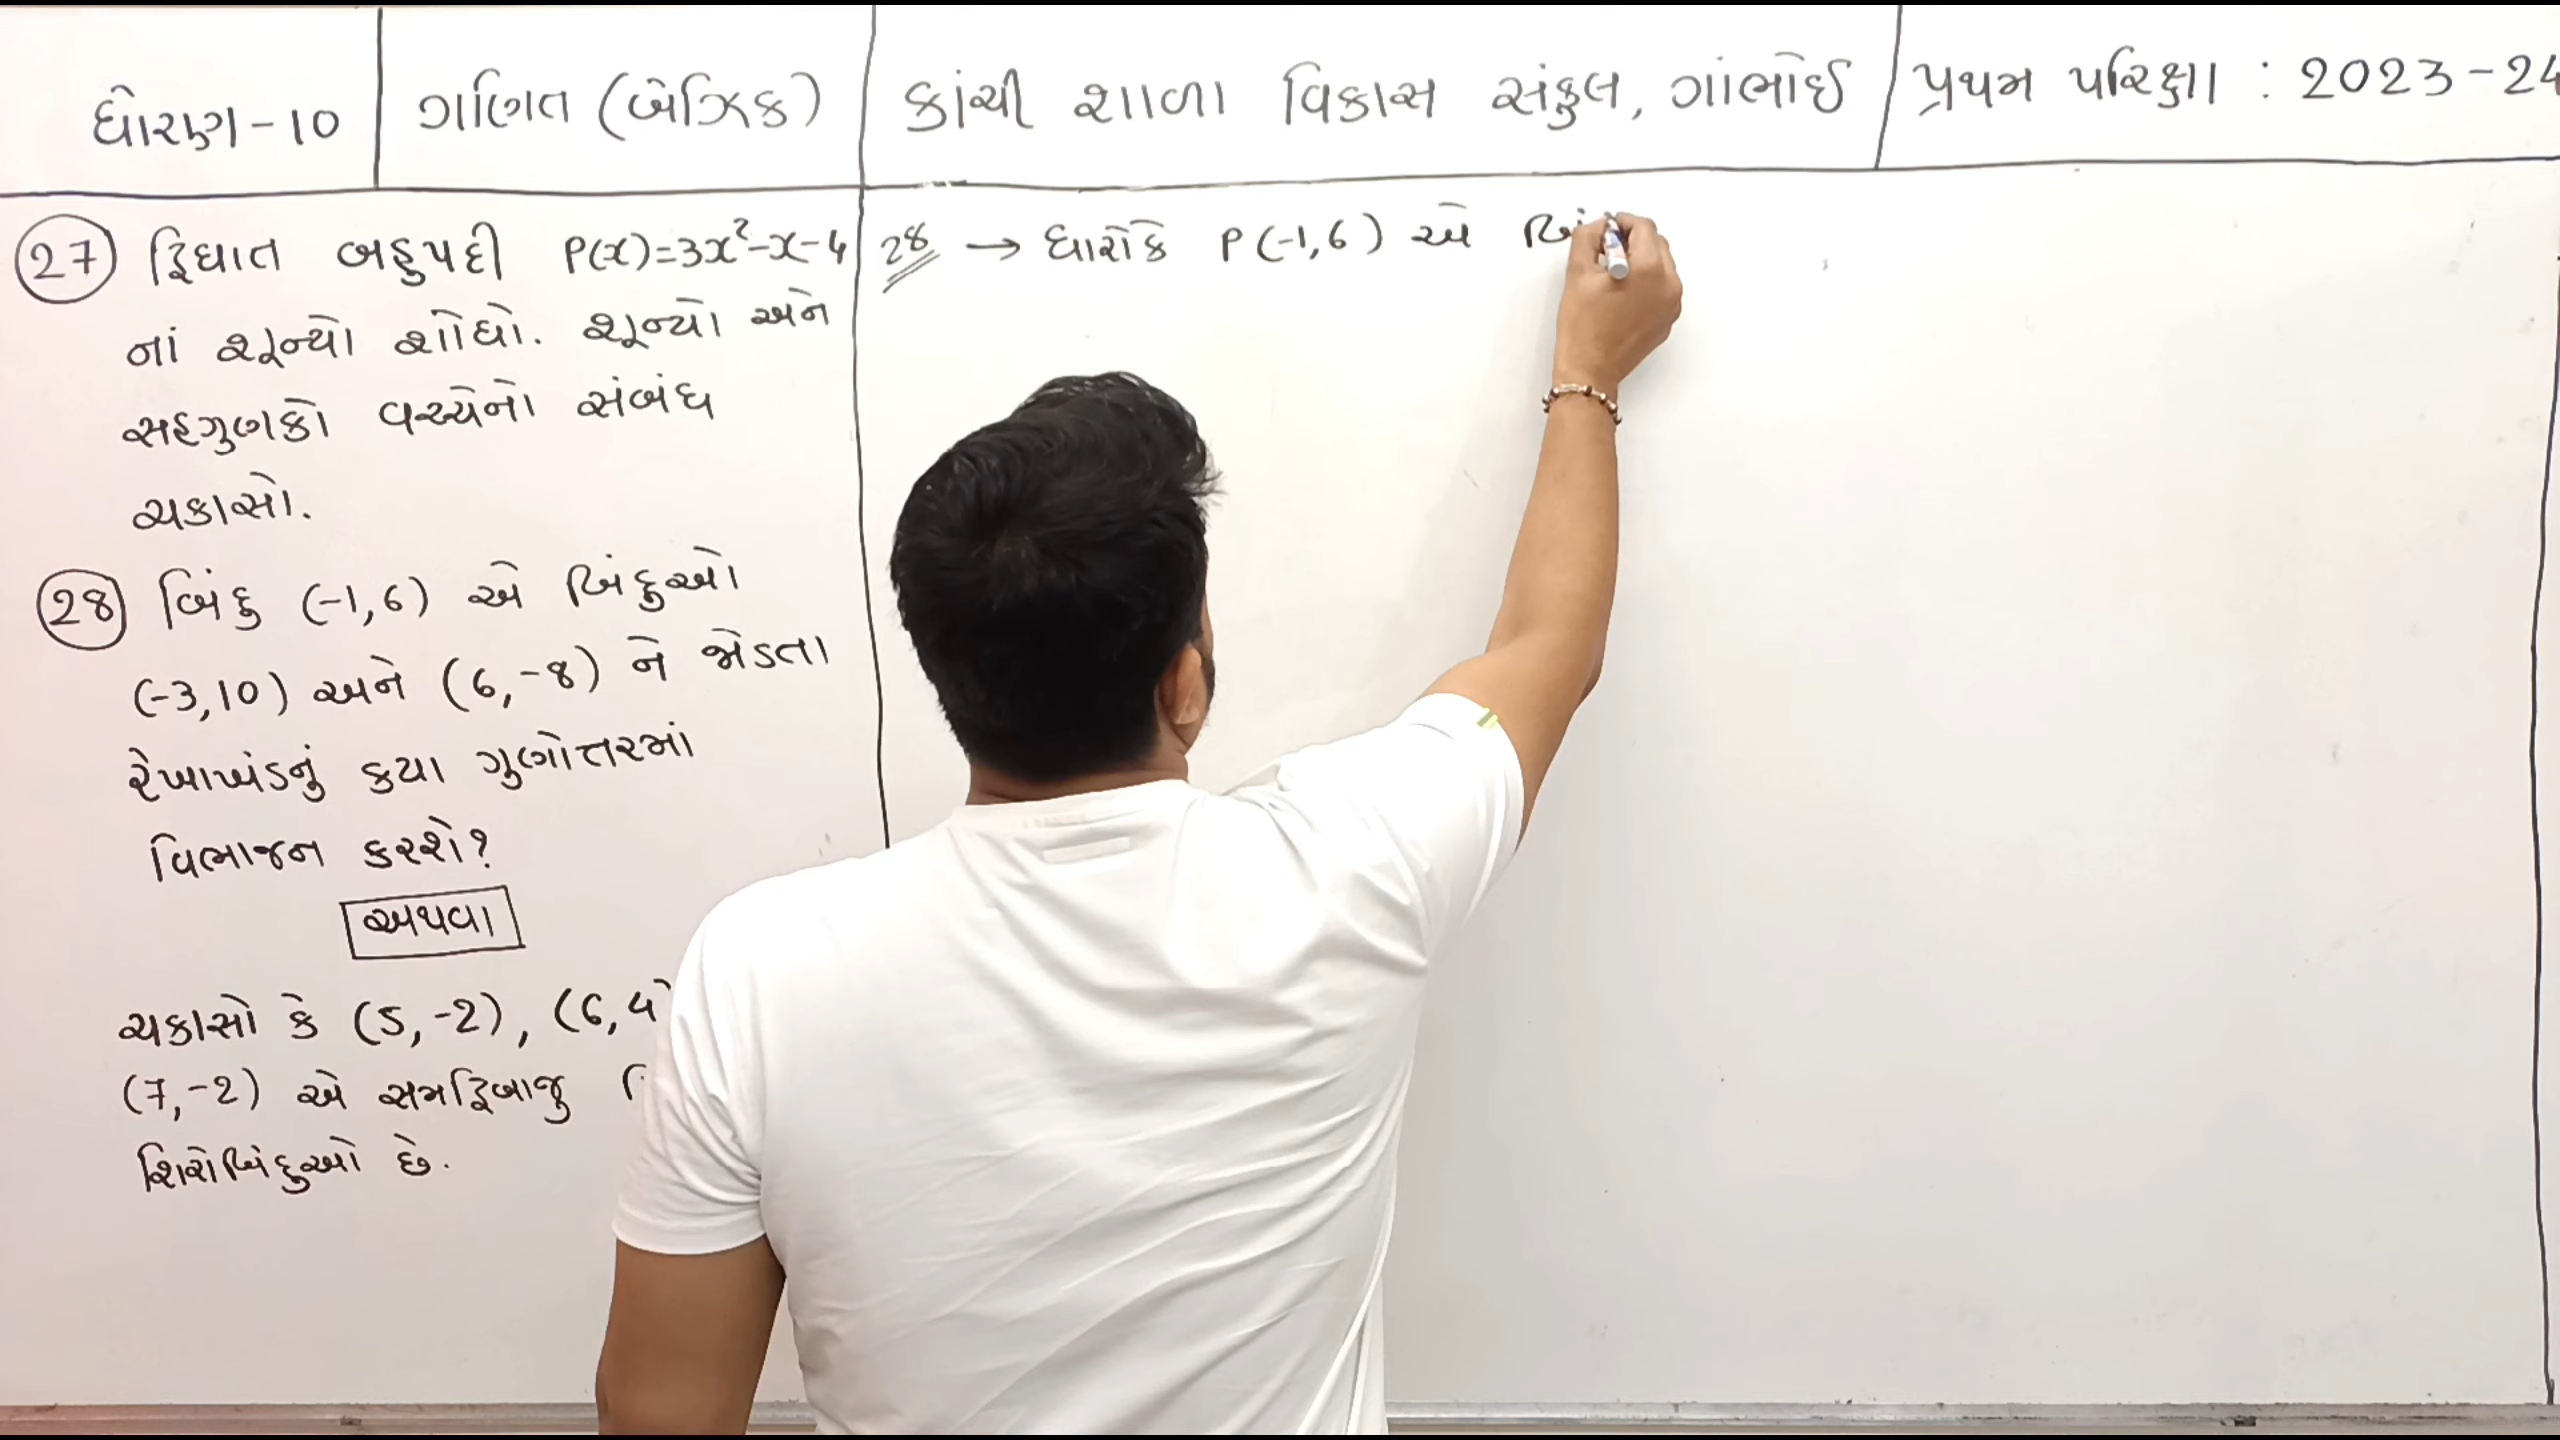 ધોરણ-10
ગણિત (બેઝિક)
કાંચી શાળા વિકાસ સંકુલ, ગાંભોઈ
પ્રથમ પરિક્ષા : 2023-24
27 દ્વિઘાત બહુપદી P(x)=3x²-x-4
નાં શૂન્યો શોધો. શૂન્યો અને
સહગુણકો વચ્ચેનો સંબંધ
ચકાસો.
28 બિંદુ (-1,6) એ બિંદુઓ
(-3,10) અને (6,-8) ને જોડતા
રેખાખંડનું કયા ગુણોત્તરમાં
વિભાજન કરશે?
અથવા
ચકાસો કે (5,-2), (6,4)
(7,-2) એ સમદ્વિબાજુ
શિરોબિંદુઓ છે.
28 → ધારોકે P(-1,6) એ બિં